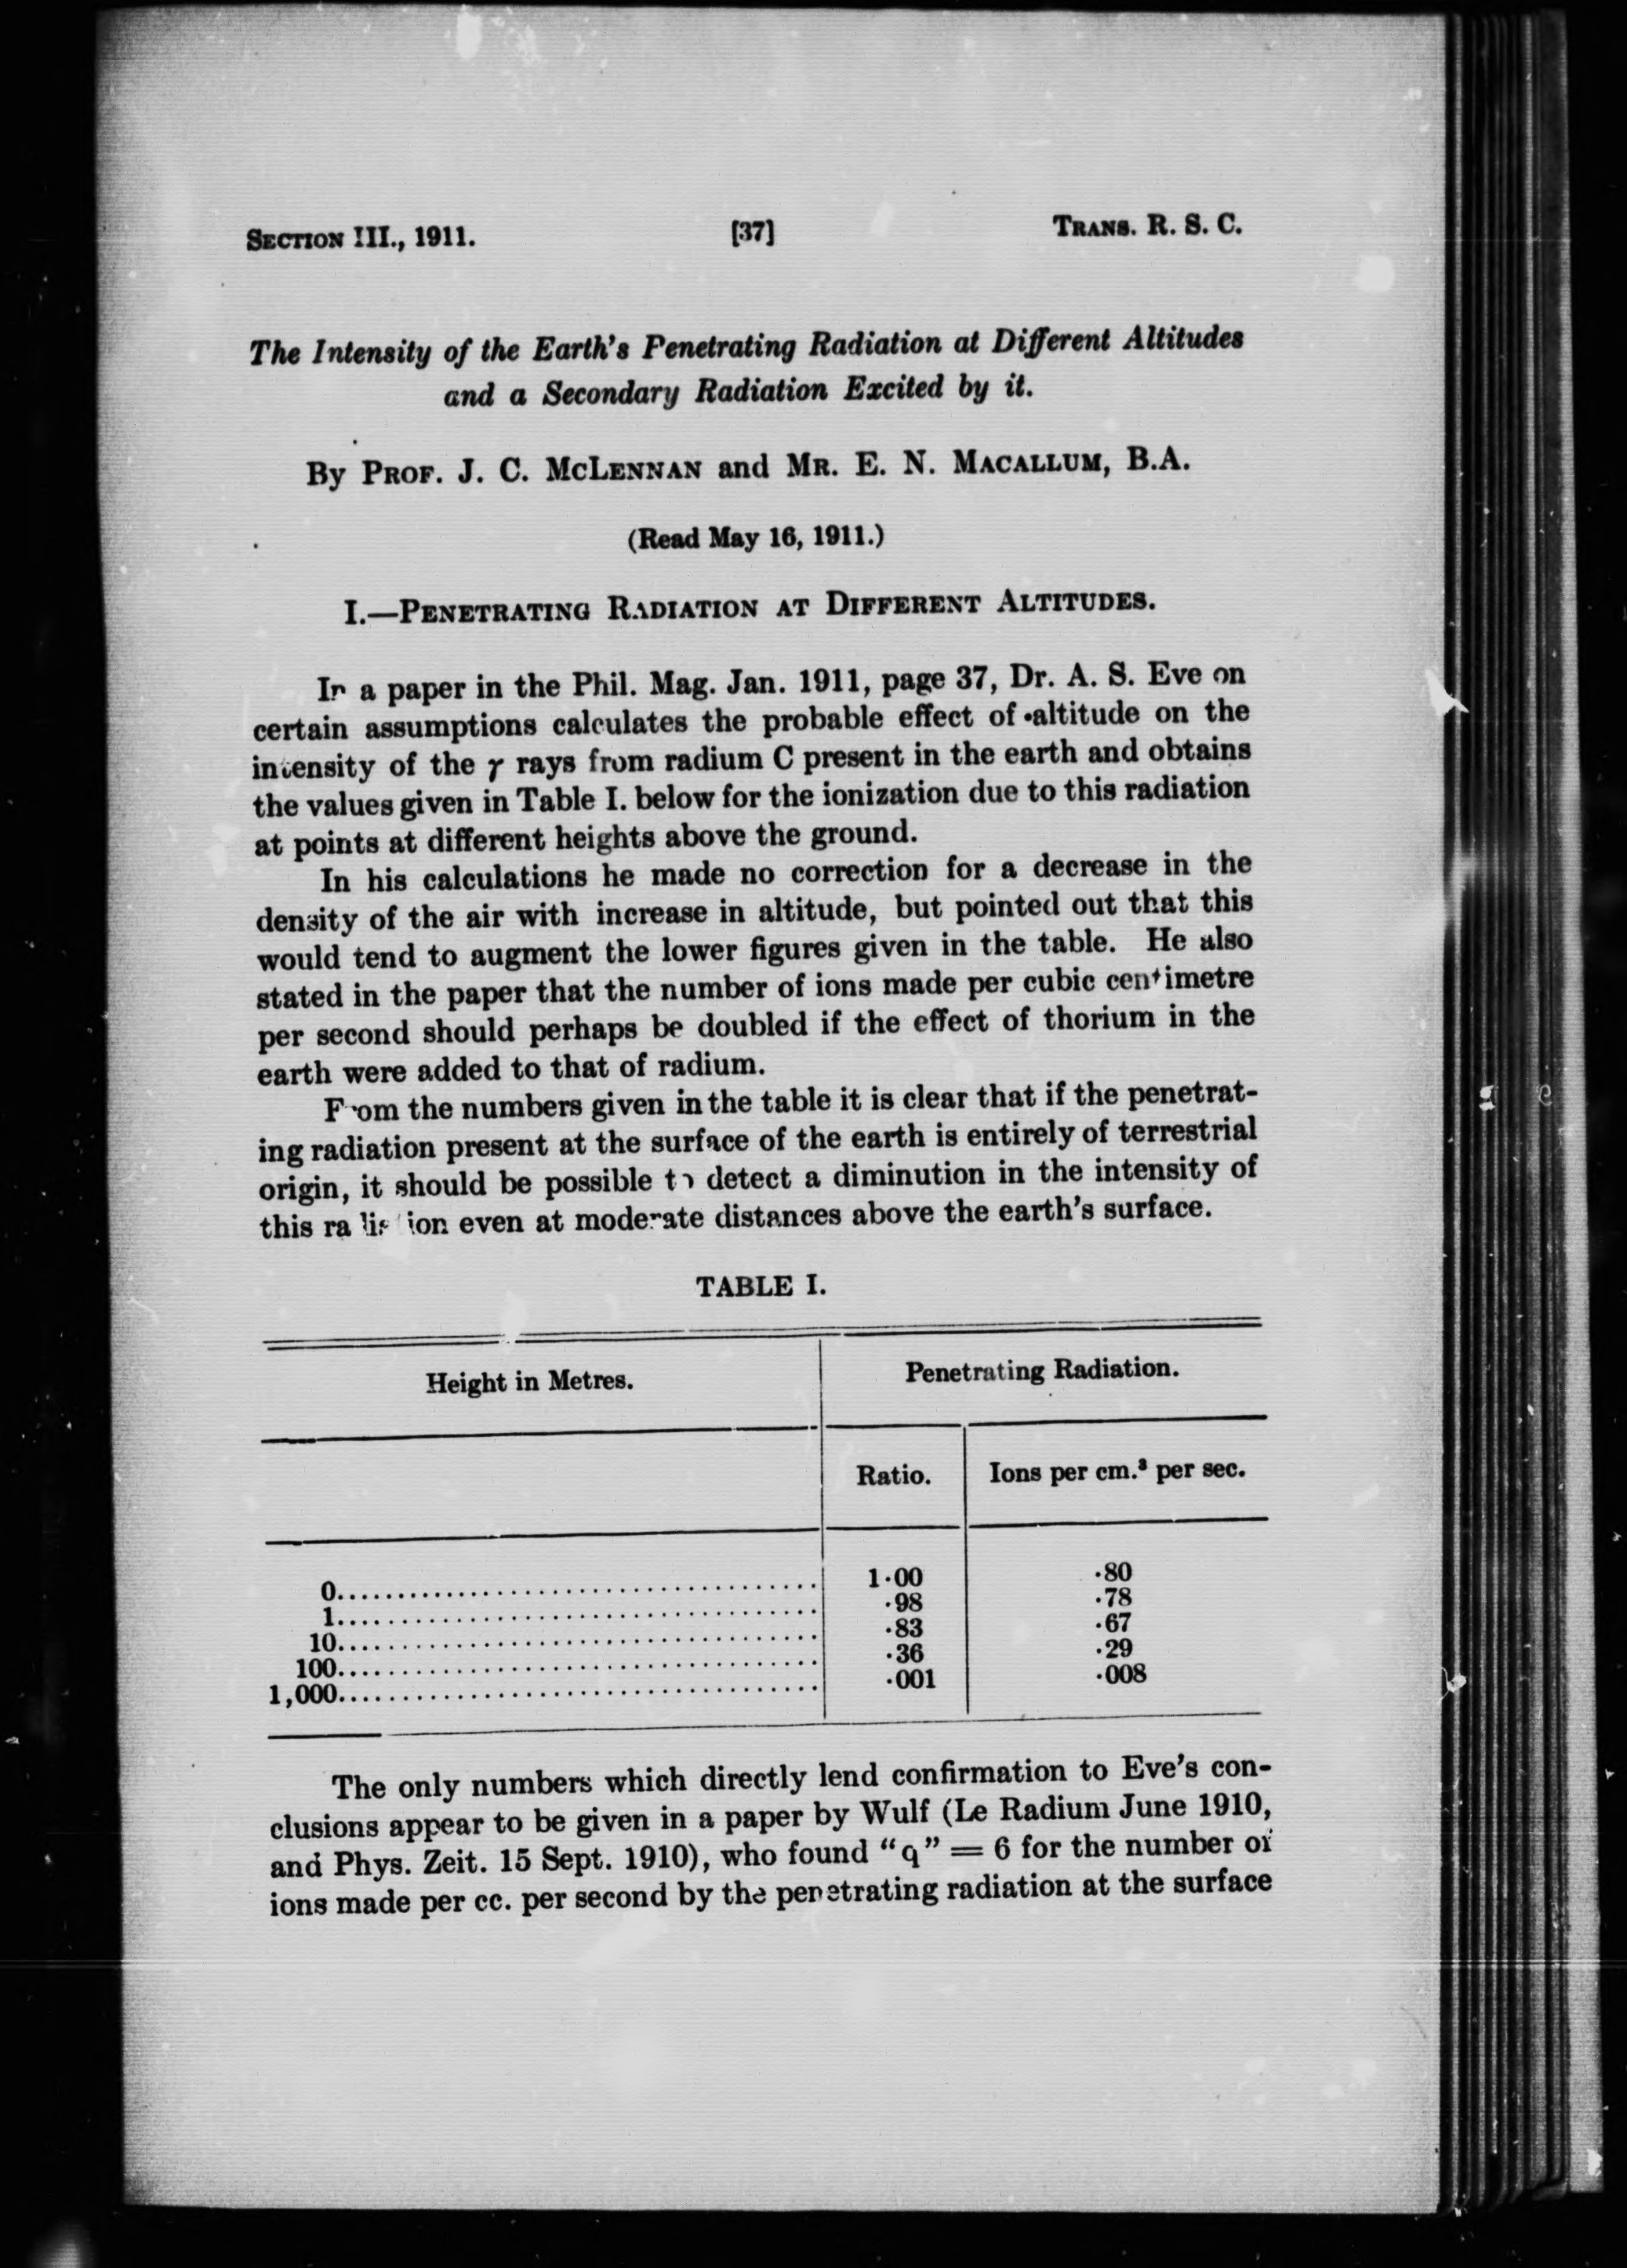 SECTION III., 1911.
[37]
TRANS. R. S. C.
The Intensity of the Earth's Penetrating Radiation at Different Altitudes
and a Secondary Radiation Excited by it.
By PROF. J. C. MCLENNAN and MR. E. N. MACALLUM, B.A.
(Read May 16, 1911.)
I.—PENETRATING RADIATION AT DIFFERENT ALTITUDES.
In a paper in the Phil. Mag. Jan. 1911, page 37, Dr. A. S. Eve on
certain assumptions calculates the probable effect of altitude on the
intensity of the γ rays from radium C present in the earth and obtains
the values given in Table I. below for the ionization due to this radiation
at points at different heights above the ground.
In his calculations he made no correction for a decrease in the
density of the air with increase in altitude, but pointed out that this
would tend to augment the lower figures given in the table. He also
stated in the paper that the number of ions made per cubic centimetre
per second should perhaps be doubled if the effect of thorium in the
earth were added to that of radium.
From the numbers given in the table it is clear that if the penetrat-
ing radiation present at the surface of the earth is entirely of terrestrial
origin, it should be possible to detect a diminution in the intensity of
this radiation even at moderate distances above the earth's surface.
TABLE I.
Height in Metres. Penetrating Radiation.
Ratio. Ions per cm.³ per sec.
0........................................ 1·00 ·80
1........................................ ·98 ·78
10........................................ ·83 ·67
100........................................ ·36 ·29
1,000........................................ ·001 ·008
The only numbers which directly lend confirmation to Eve's con-
clusions appear to be given in a paper by Wulf (Le Radium June 1910,
and Phys. Zeit. 15 Sept. 1910), who found "q" = 6 for the number of
ions made per cc. per second by the penetrating radiation at the surface